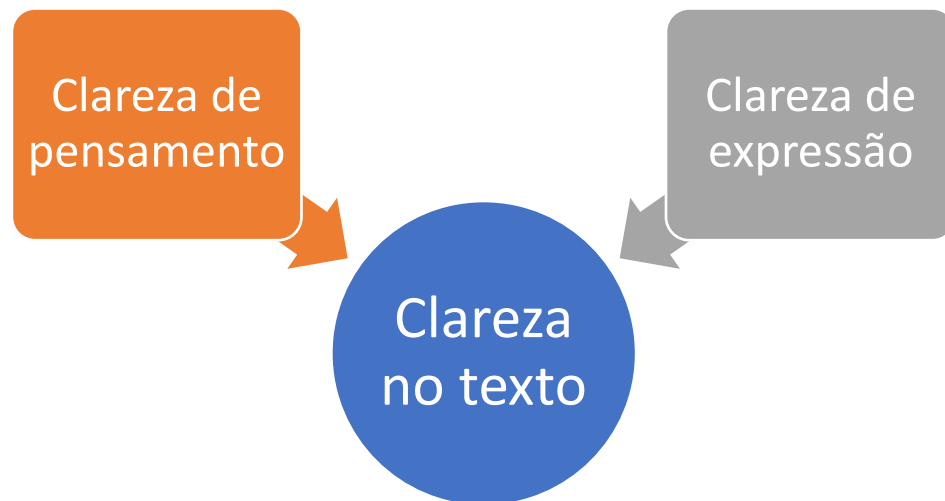 Clareza de
pensamento
Clareza de
expressão
Clareza
no texto